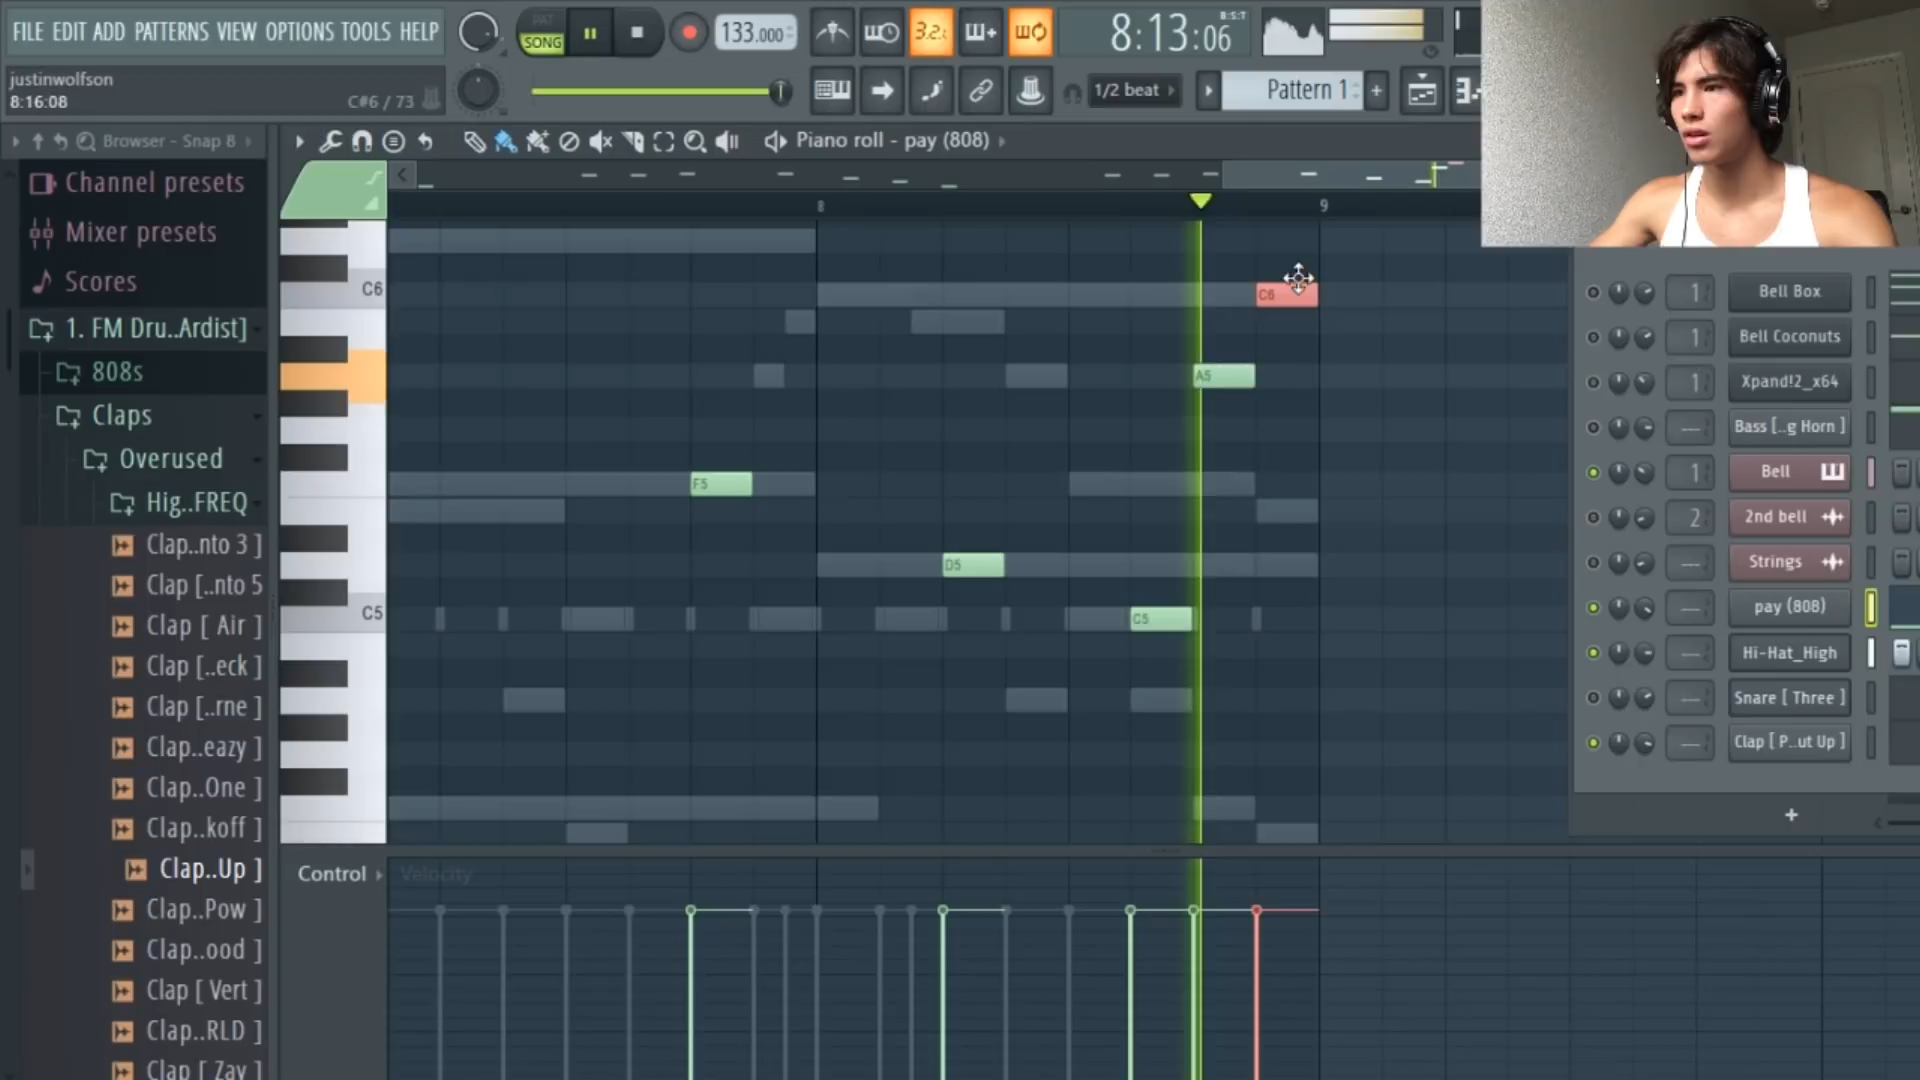 FILE EDIT ADD PATTERNS VIEW OPTIONS TOOLS HELP
PAT
SONG
133.000
3.2.
8:13:06
B:S:T
justinwolfson
8:16:08
C#6 / 73
1/2 beat
Pattern 1
+
Browser - Snap 8
Piano roll - pay (808)
Channel presets
Mixer presets
Scores
1. FM Dru..Ardist]
808s
Claps
Overused
Hig..FREQ
Clap..nto 3 ]
Clap [..nto 5
Clap [ Air ]
Clap [..eck ]
Clap [..rne ]
Clap..eazy ]
Clap..One ]
Clap..koff ]
Clap..Up ]
Clap..Pow ]
Clap..ood ]
Clap [ Vert ]
Clap..RLD ]
Clap [ Zay ]
8
9
C6
C5
C6
A5
F5
D5
C5
Control
Velocity
1 Bell Box
1 Bell Coconuts
1 Xpand!2_x64
--- Bass [..g Horn ]
1 Bell
2 2nd bell
--- Strings
--- pay (808)
--- Hi-Hat_High
--- Snare [ Three ]
--- Clap [ P..ut Up ]
+